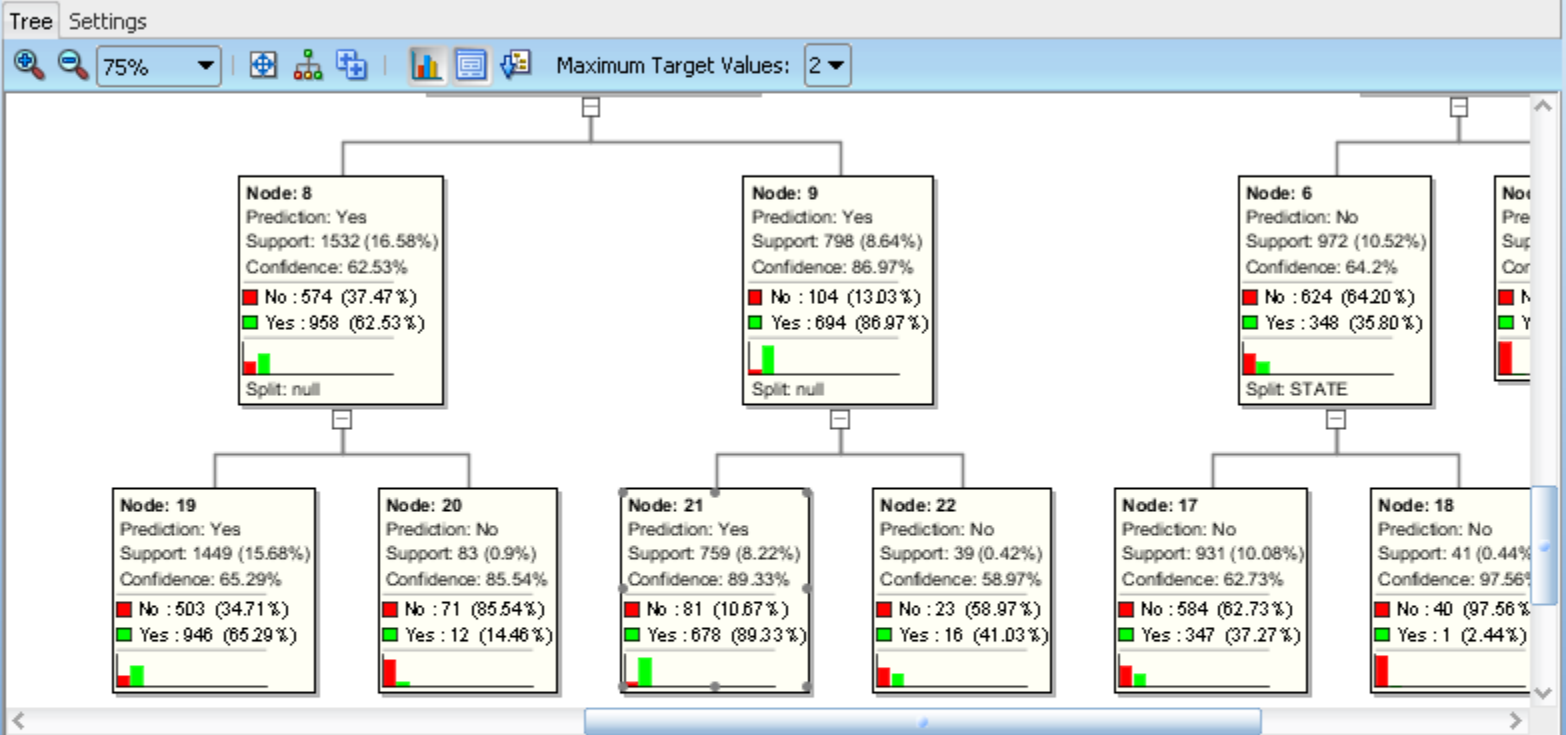 Tree Settings
75% Maximum Target Values: 2
Node: 8
Prediction: Yes
Support: 1532 (16.58%)
Confidence: 62.53%
No : 574 (37.47%)
Yes : 958 (62.53%)
Split: null
Node: 9
Prediction: Yes
Support: 798 (8.64%)
Confidence: 86.97%
No : 104 (13.03%)
Yes : 694 (86.97%)
Split: null
Node: 6
Prediction: No
Support: 972 (10.52%)
Confidence: 64.2%
No : 624 (64.20%)
Yes : 348 (35.80%)
Split: STATE
Node: 19
Prediction: Yes
Support: 1449 (15.68%)
Confidence: 65.29%
No : 503 (34.71%)
Yes : 946 (65.29%)
Node: 20
Prediction: No
Support: 83 (0.9%)
Confidence: 85.54%
No : 71 (85.54%)
Yes : 12 (14.46%)
Node: 21
Prediction: Yes
Support: 759 (8.22%)
Confidence: 89.33%
No : 81 (10.67%)
Yes : 678 (89.33%)
Node: 22
Prediction: No
Support: 39 (0.42%)
Confidence: 58.97%
No : 23 (58.97%)
Yes : 16 (41.03%)
Node: 17
Prediction: No
Support: 931 (10.08%)
Confidence: 62.73%
No : 584 (62.73%)
Yes : 347 (37.27%)
Node: 18
Prediction: No
Support: 41 (0.44%
Confidence: 97.56%
No : 40 (97.56%
Yes : 1 (2.44%)